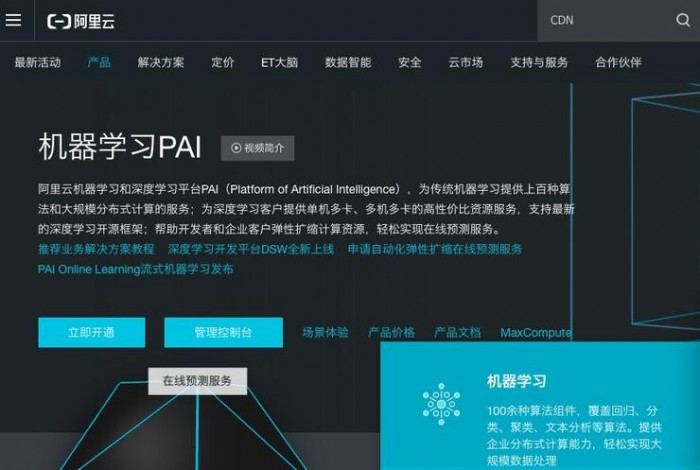 阿里云
CDN
最新活动 产品 解决方案 定价 ET大脑 数据智能 安全 云市场 支持与服务 合作伙伴
机器学习PAI 视频简介
阿里云机器学习和深度学习平台PAI（Platform of Artificial Intelligence），为传统机器学习提供上百种算
法和大规模分布式计算的服务；为深度学习客户提供单机多卡、多机多卡的高性价比资源服务，支持最新
的深度学习开源框架；帮助开发者和企业客户弹性扩缩计算资源，轻松实现在线预测服务。
推荐业务解决方案教程 深度学习开发平台DSW全新上线 申请自动化弹性扩缩在线预测服务
PAI Online Learning流式机器学习发布
立即开通 管理控制台 场景体验 产品价格 产品文档 MaxCompute
在线预测服务
机器学习
100余种算法组件，覆盖回归、分
类、聚类、文本分析等算法。提供
企业分布式计算能力，轻松实现大
规模数据处理